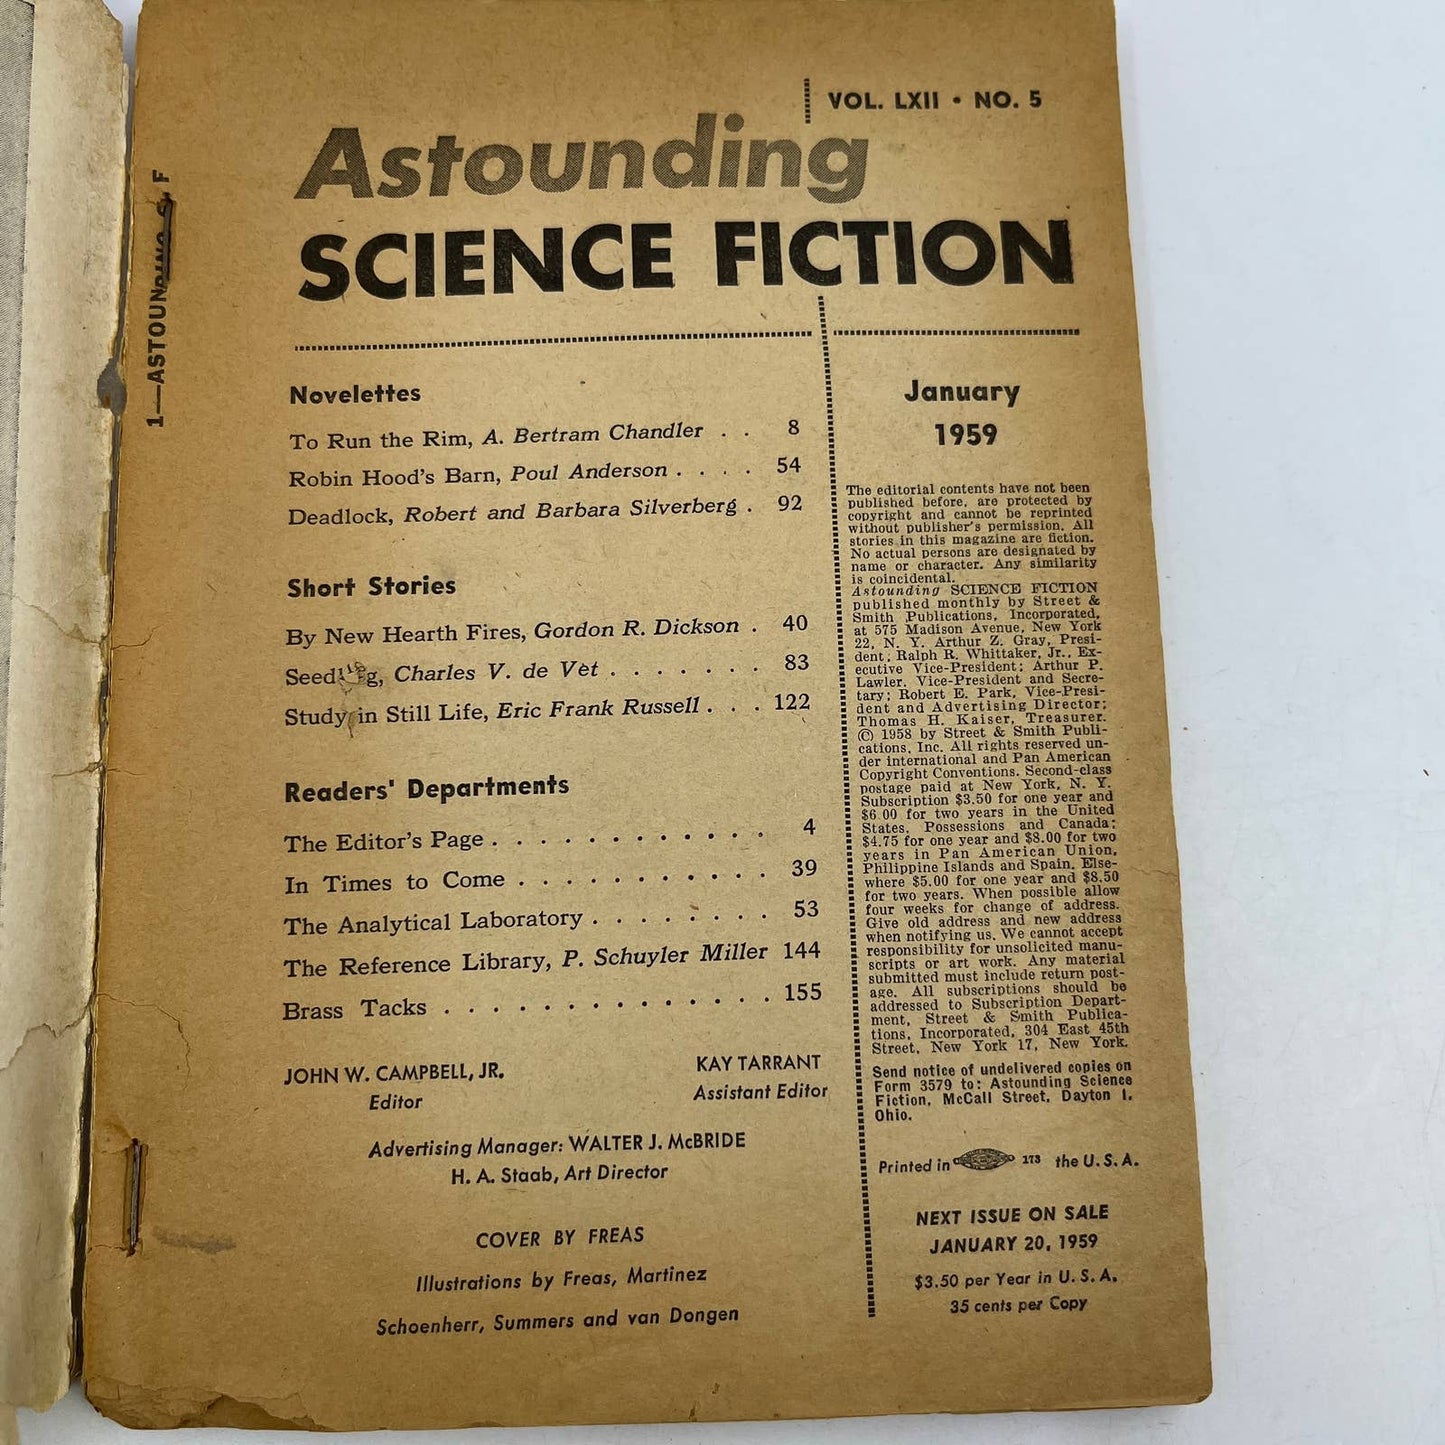 VOL. LXII • NO. 5
Astounding
SCIENCE FICTION
1—ASTOUN
F
Novelettes
To Run the Rim, A. Bertram Chandler . . 8
Robin Hood's Barn, Poul Anderson . . . . 54
Deadlock, Robert and Barbara Silverberg . 92
Short Stories
By New Hearth Fires, Gordon R. Dickson . 40
Seed g, Charles V. de Vet . . . . . . . 83
Study in Still Life, Eric Frank Russell . . . 122
Readers' Departments
The Editor's Page . . . . . . . . . . . . 4
In Times to Come . . . . . . . . . . . 39
The Analytical Laboratory . . . . . . . . 53
The Reference Library, P. Schuyler Miller 144
Brass Tacks . . . . . . . . . . . . . . 155
JOHN W. CAMPBELL, JR.
Editor
KAY TARRANT
Assistant Editor
Advertising Manager: WALTER J. McBRIDE
H. A. Staab, Art Director
COVER BY FREAS
Illustrations by Freas, Martinez
Schoenherr, Summers and van Dongen
January
1959
The editorial contents have not been
published before, are protected by
copyright and cannot be reprinted
without publisher's permission. All
stories in this magazine are fiction.
No actual persons are designated by
name or character. Any similarity
is coincidental.
Astounding SCIENCE FICTION
published monthly by Street &
Smith Publications, Incorporated,
at 575 Madison Avenue, New York
22, N. Y. Arthur Z. Gray, Presi-
dent; Ralph R. Whittaker, Jr., Ex-
ecutive Vice-President; Arthur P.
Lawler, Vice-President and Secre-
tary; Robert E. Park, Vice-Presi-
dent and Advertising Director;
Thomas H. Kaiser, Treasurer.
© 1958 by Street & Smith Publi-
cations, Inc. All rights reserved un-
der international and Pan American
Copyright Conventions. Second-class
postage paid at New York, N. Y.
Subscription $3.50 for one year and
$6.00 for two years in the United
States, Possessions and Canada;
$4.75 for one year and $8.00 for two
years in Pan American Union,
Philippine Islands and Spain. Else-
where $5.00 for one year and $8.50
for two years. When possible allow
four weeks for change of address.
Give old address and new address
when notifying us. We cannot accept
responsibility for unsolicited manu-
scripts or art work. Any material
submitted must include return post-
age. All subscriptions should be
addressed to Subscription Depart-
ment, Street & Smith Publica-
tions, Incorporated, 304 East 45th
Street, New York 17, New York.
Send notice of undelivered copies on
Form 3579 to: Astounding Science
Fiction, McCall Street, Dayton 1,
Ohio.
Printed in 173 the U. S. A.
NEXT ISSUE ON SALE
JANUARY 20, 1959
$3.50 per Year in U. S. A.
35 cents per Copy